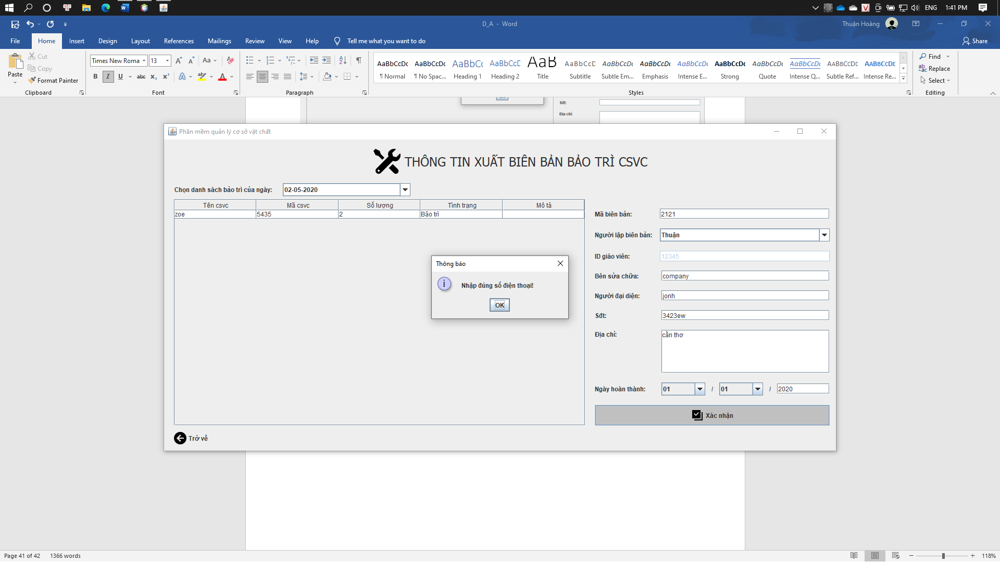 ENG 1:41 PM
D_A - Word
Thuận Hoàng
File Home Insert Design Layout References Mailings Review View Help Tell me what you want to do Share
Paste
Cut
Copy
Format Painter
Clipboard
Times New Roma 13
Font
Paragraph
AaBbCcDc AaBbCcDc AaBbCc AaBbCcD AaB AaBbCcD AaBbCcDc AaBbCcDc AaBbCcDc AaBbCcDc AaBbCcDc AaBbCcDc AABBCCDD AABBCCDD
¶ Normal ¶ No Spac... Heading 1 Heading 2 Title Subtitle Subtle Em... Emphasis Intense E... Strong Quote Intense Q... Subtle Ref... Intense Re...
Styles
Find
Replace
Select
Editing
Sđt:
Địa chỉ:
Phần mềm quản lý cơ sở vật chất
THÔNG TIN XUẤT BIÊN BẢN BẢO TRÌ CSVC
Chọn danh sách bảo trì của ngày: 02-05-2020
Tên csvc Mã csvc Số lượng Tình trạng Mô tả
zoe 5435 2 Bảo trì
Mã biên bản: 2121
Người lập biên bản: Thuận
ID giáo viên: 12345
Bên sửa chữa: company
Người đại diện: jonh
Sđt: 3423ew
Địa chỉ: cần thơ
Ngày hoàn thành: 01 / 01 / 2020
Xác nhận
Thông báo
Nhập đúng số điện thoại!
OK
Trở về
Page 41 of 42 1366 words
118%